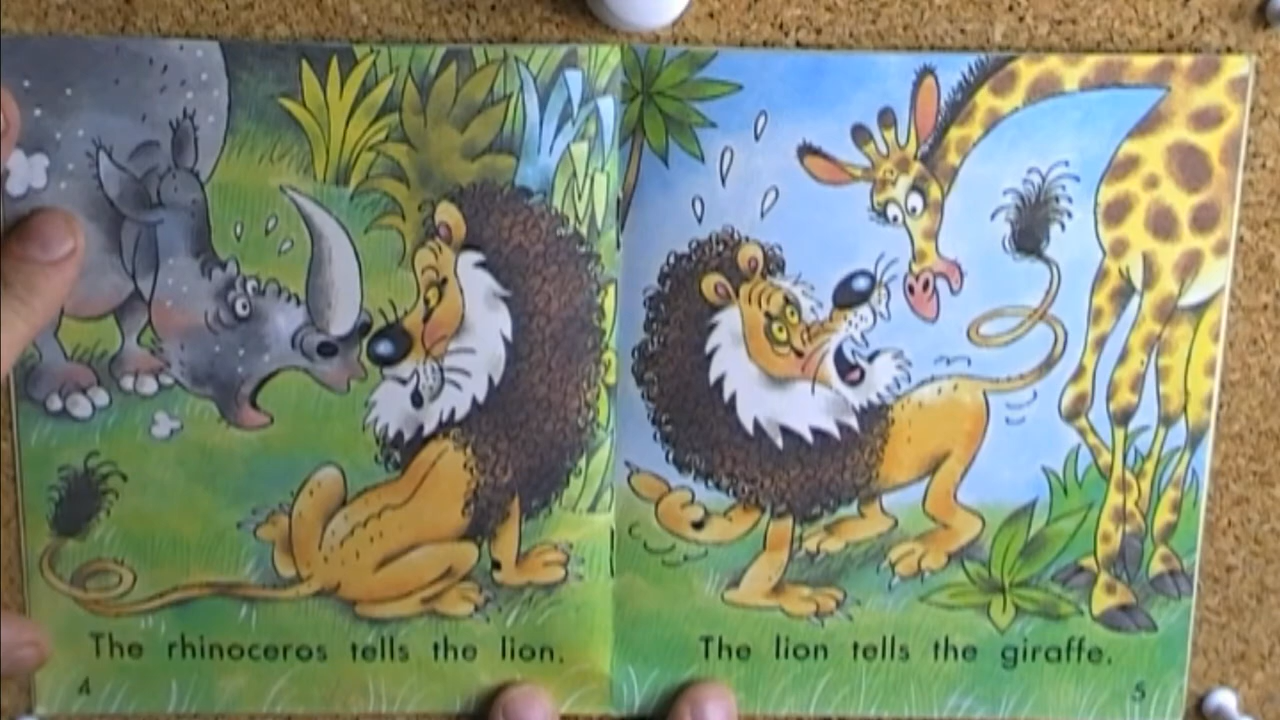 The rhinoceros tells the lion.
4
The lion tells the giraffe.
5